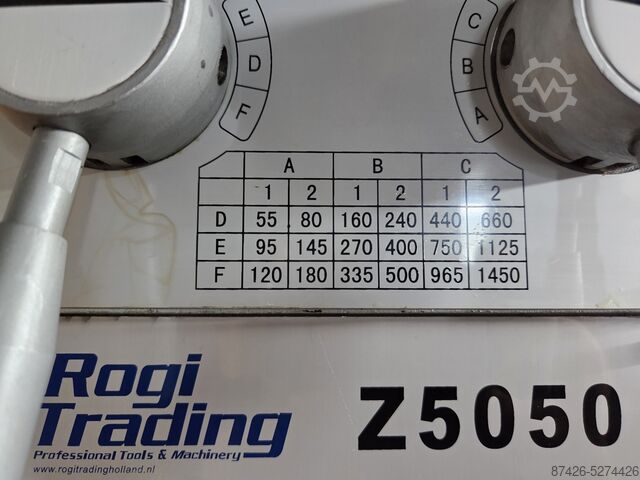 E
D
F
C
B
A
A B C
1 2 1 2 1 2
D 55 80 160 240 440 660
E 95 145 270 400 750 1125
F 120 180 335 500 965 1450
Rogi
Trading
Professional Tools & Machinery
www.rogitradingholland.nl
Z5050
87426-5274426